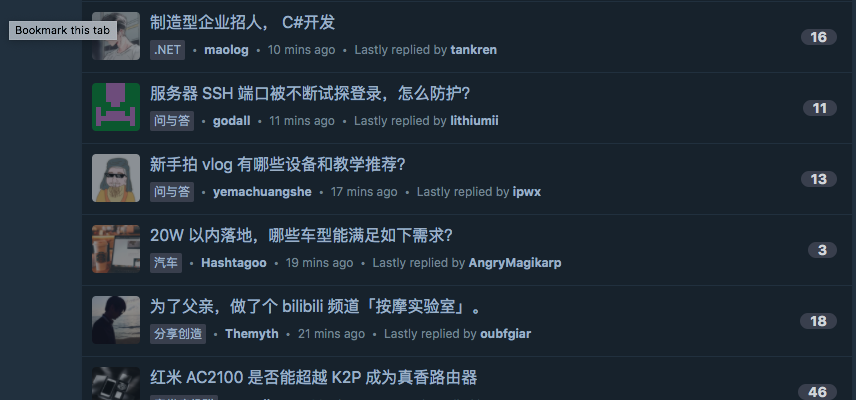 Bookmark this tab
制造型企业招人， C#开发
16
.NET • maolog • 10 mins ago • Lastly replied by tankren
服务器 SSH 端口被不断试探登录，怎么防护？
11
问与答 • godall • 11 mins ago • Lastly replied by lithiumii
新手拍 vlog 有哪些设备和教学推荐？
13
问与答 • yemachuangshe • 17 mins ago • Lastly replied by ipwx
20W 以内落地，哪些车型能满足如下需求？
3
汽车 • Hashtagoo • 19 mins ago • Lastly replied by AngryMagikarp
为了父亲，做了个 bilibili 频道「按摩实验室」。
18
分享创造 • Themyth • 21 mins ago • Lastly replied by oubfgiar
红米 AC2100 是否能超越 K2P 成为真香路由器
46